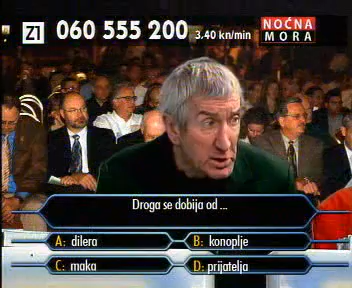 Z1 060 555 200 3.40 kn/min NOĆNA
MORA
Droga se dobija od ...
A: dilera
B: konoplje
C: maka
D: prijatelja